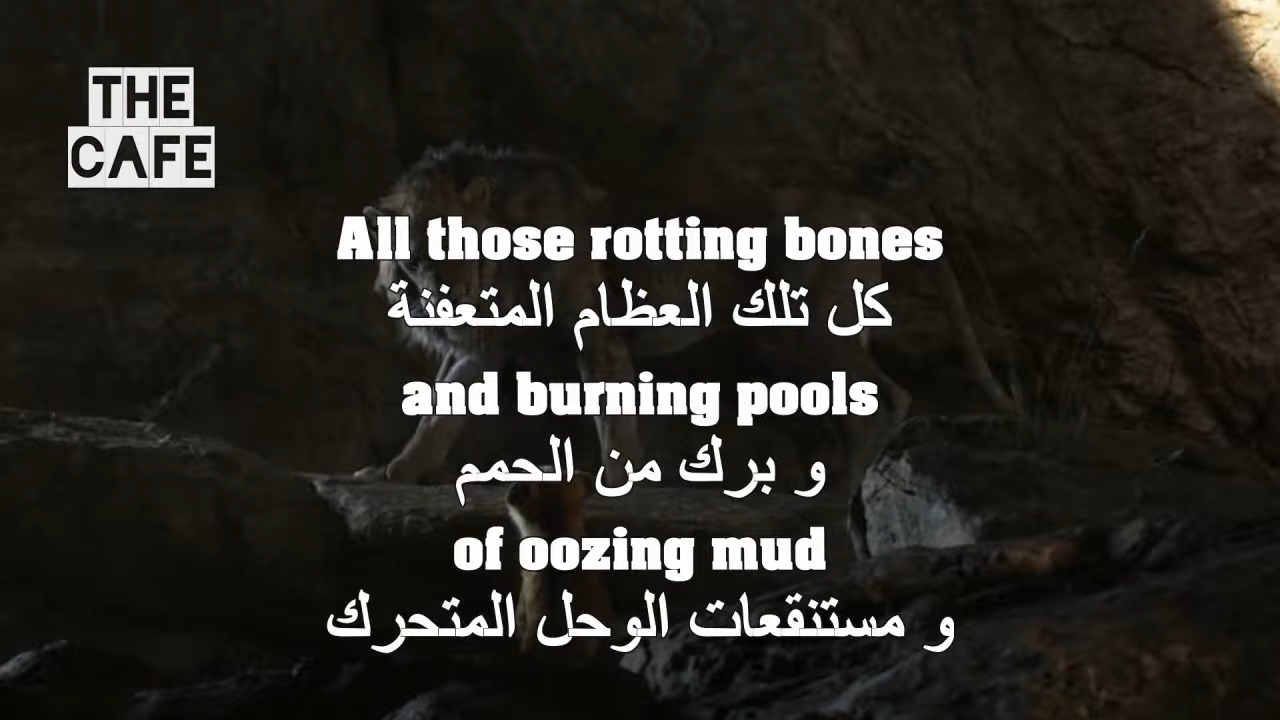 THE
CAFE
All those rotting bones
كل تلك العظام المتعفنة
and burning pools
و برك من الحمم
of oozing mud
و مستنقعات الوحل المتحرك